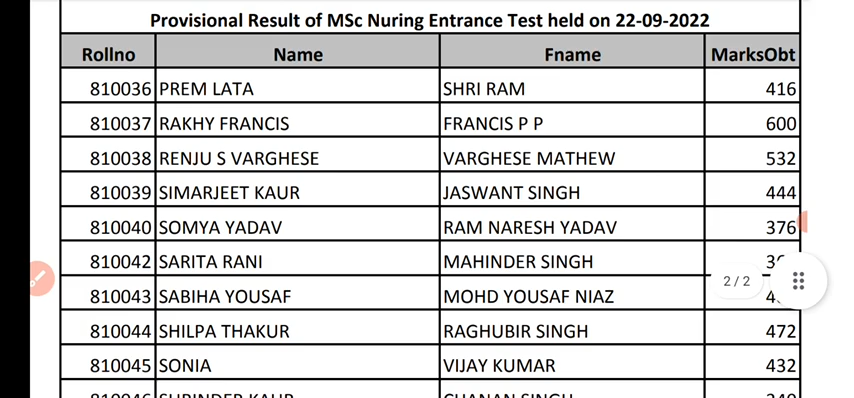 Provisional Result of MSc Nuring Entrance Test held on 22-09-2022
Rollno Name Fname MarksObt
810036 PREM LATA SHRI RAM 416
810037 RAKHY FRANCIS FRANCIS P P 600
810038 RENJU S VARGHESE VARGHESE MATHEW 532
810039 SIMARJEET KAUR JASWANT SINGH 444
810040 SOMYA YADAV RAM NARESH YADAV 376
810042 SARITA RANI MAHINDER SINGH
810043 SABIHA YOUSAF MOHD YOUSAF NIAZ
2 / 2
810044 SHILPA THAKUR RAGHUBIR SINGH 472
810045 SONIA VIJAY KUMAR 432